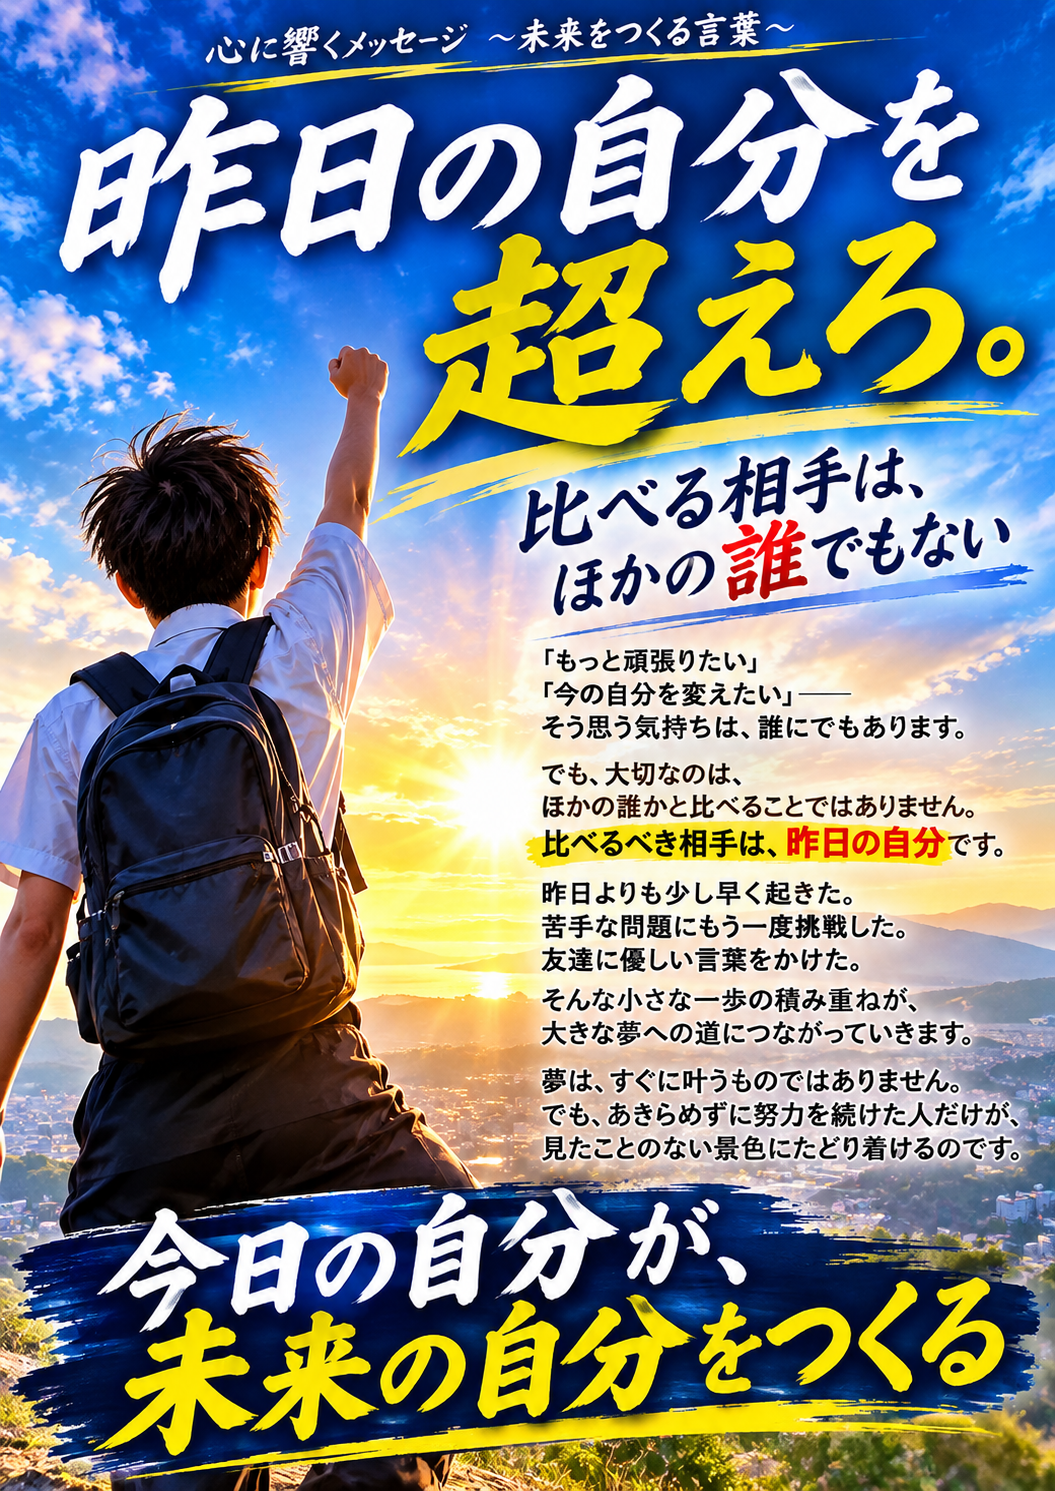 心に響くメッセージ ～未来をつくる言葉～
昨日の自分を
超えろ。
比べる相手は、
ほかの誰でもない
「もっと頑張りたい」
「今の自分を変えたい」──
そう思う気持ちは、誰にでもあります。
でも、大切なのは、
ほかの誰かと比べることではありません。
比べるべき相手は、昨日の自分です。
昨日よりも少し早く起きた。
苦手な問題にもう一度挑戦した。
友達に優しい言葉をかけた。
そんな小さな一歩の積み重ねが、
大きな夢への道につながっていきます。
夢は、すぐに叶うものではありません。
でも、あきらめずに努力を続けた人だけが、
見たことのない景色にたどり着けるのです。
今日の自分が、
未来の自分をつくる